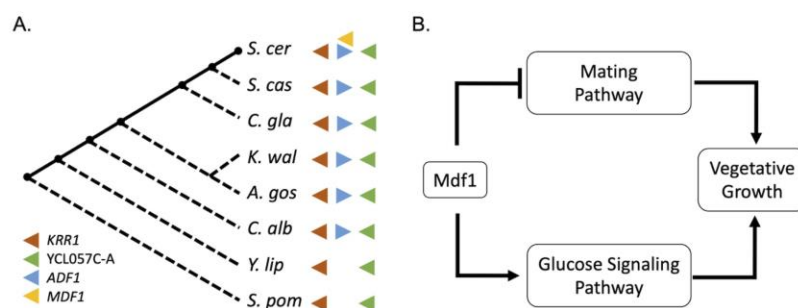 A.
S. cer
S. cas
C. gla
K. wal
A. gos
C. alb
Y. lip
S. pom
KRR1
YCL057C-A
ADF1
MDF1
B.
Mating
Pathway
Mdf1
Vegetative
Growth
Glucose Signaling
Pathway